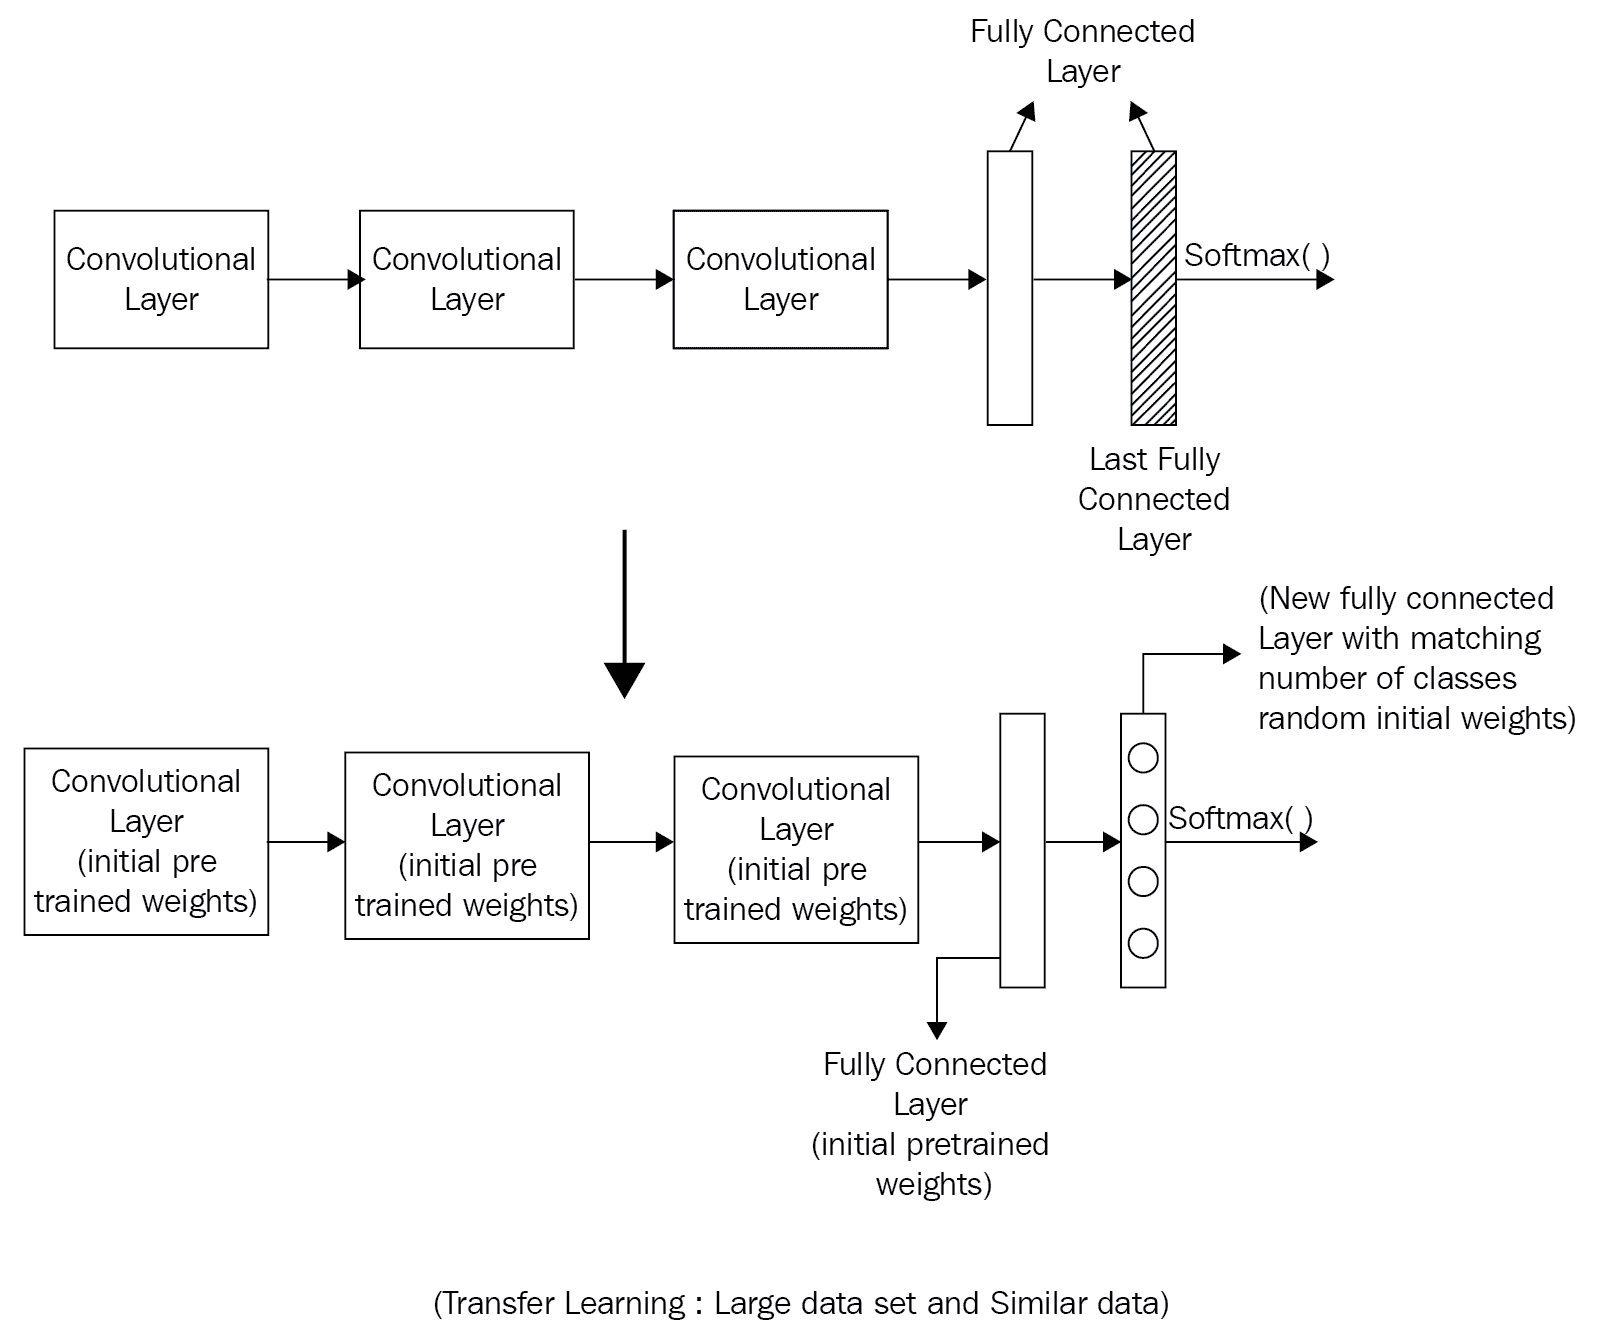 Fully Connected
Layer
Convolutional
Layer
Convolutional
Layer
Convolutional
Layer
Softmax( )
Last Fully
Connected
Layer
(New fully connected
Layer with matching
number of classes
random initial weights)
Convolutional
Layer
(initial pre
trained weights)
Convolutional
Layer
(initial pre
trained weights)
Convolutional
Layer
(initial pre
trained weights)
Softmax( )
Fully Connected
Layer
(initial pretrained
weights)
(Transfer Learning : Large data set and Similar data)